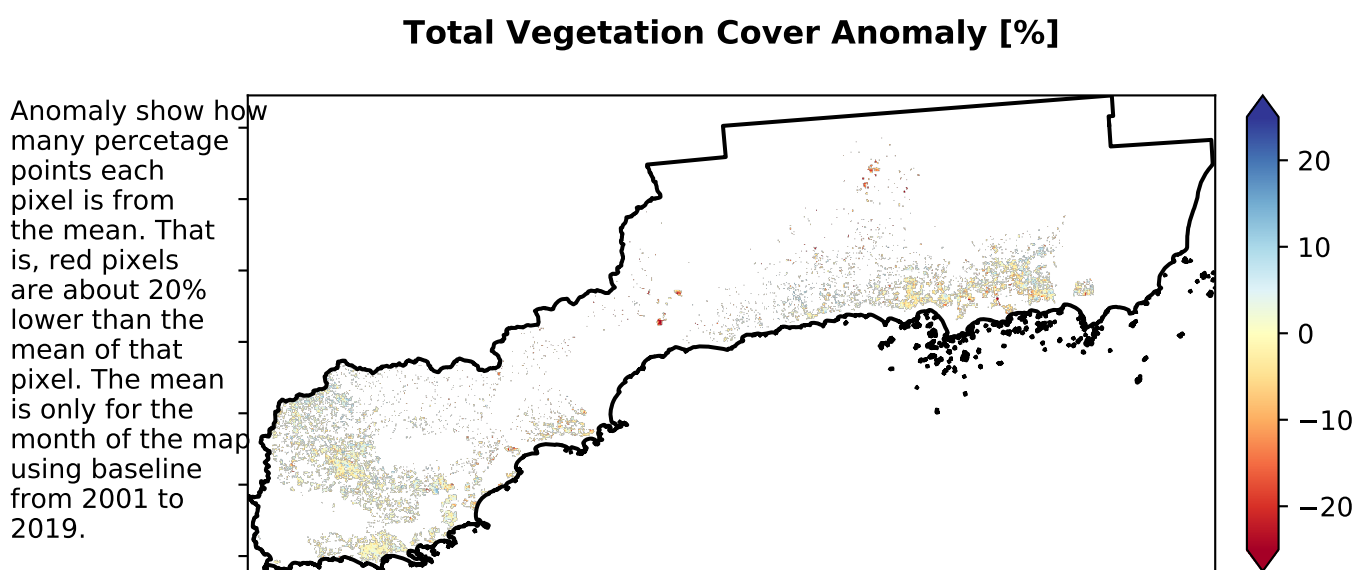 Total Vegetation Cover Anomaly [%]
Anomaly show how
many percetage
points each
pixel is from
the mean. That
is, red pixels
are about 20%
lower than the
mean of that
pixel. The mean
is only for the
month of the map
using baseline
from 2001 to
2019.
20
10
0
−10
−20